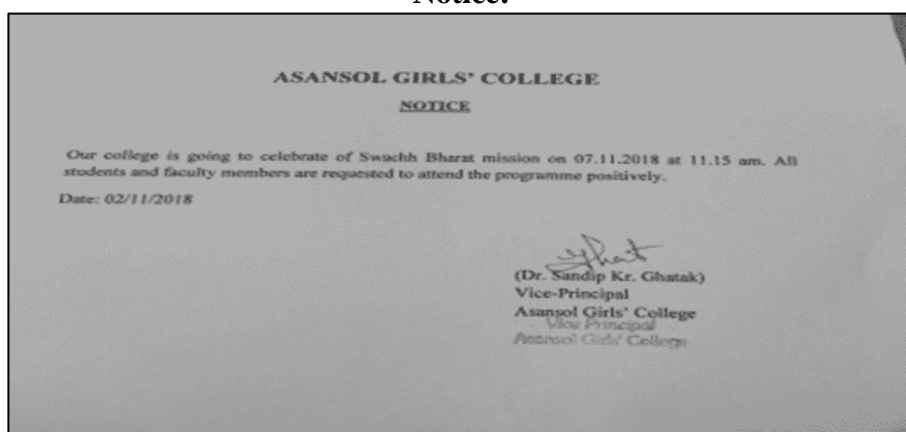 Notice:
ASANSOL GIRLS' COLLEGE
NOTICE
Our college is going to celebrate of Swachh Bharat mission on 07.11.2018 at 11.15 am. All
students and faculty members are requested to attend the programme positively.
Date: 02/11/2018
(Dr. Sandip Kr. Ghatak)
Vice-Principal
Asansol Girls' College
Vice Principal
Asansol Girls' College